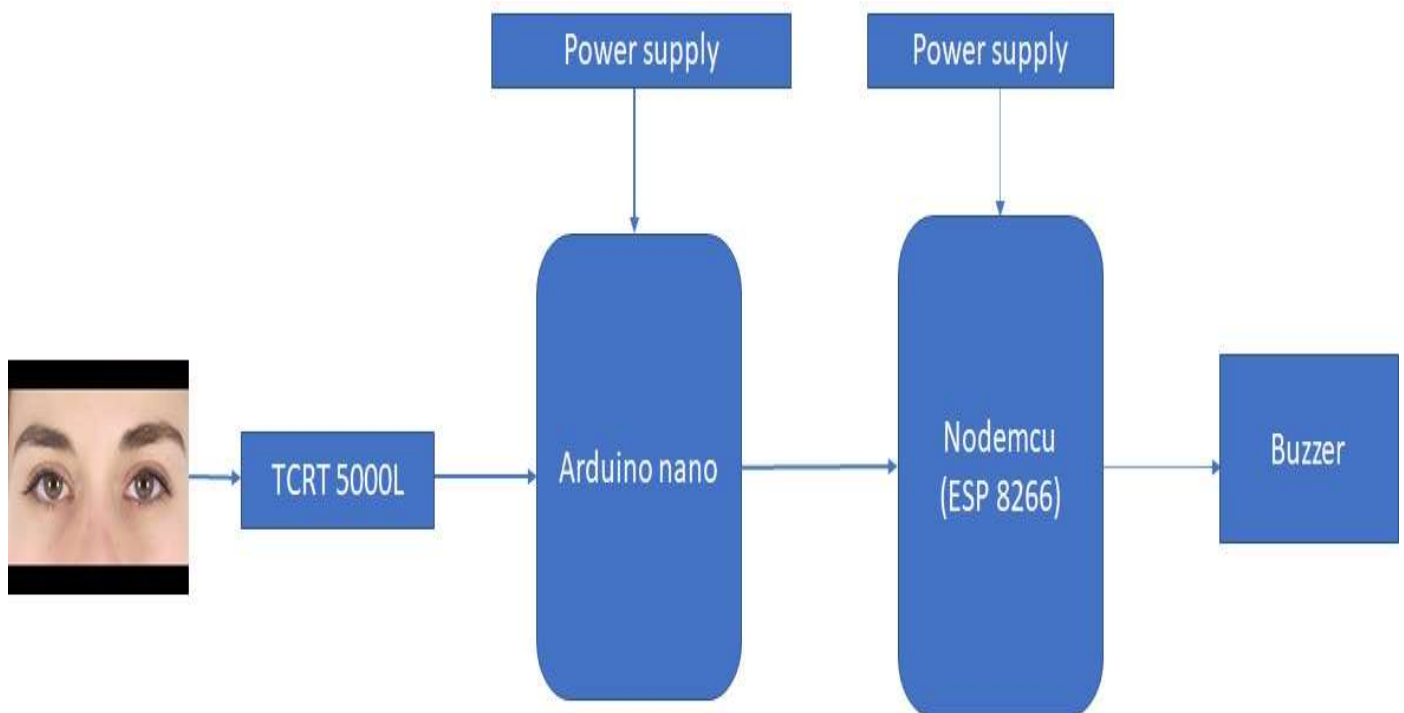 Power supply
Power supply
TCRT 5000L
Arduino nano
Nodemcu
(ESP 8266)
Buzzer